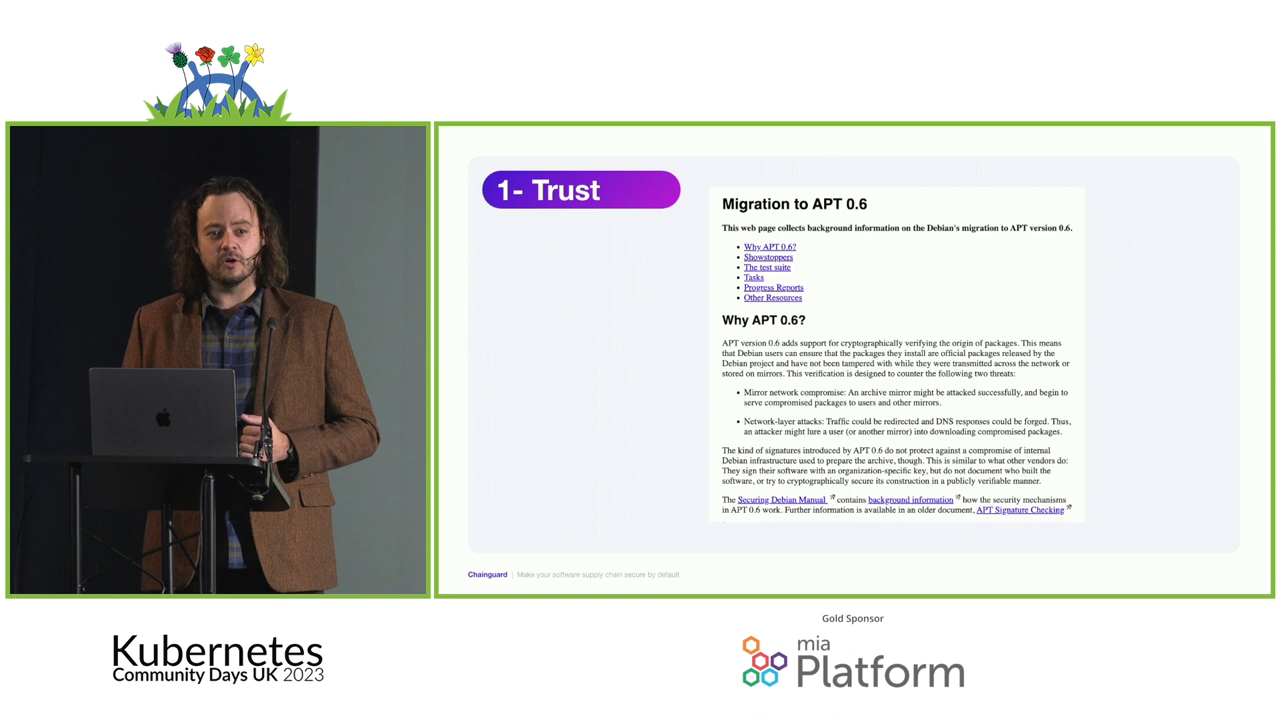 1- Trust
Migration to APT 0.6
This web page collects background information on the Debian's migration to APT version 0.6.
Why APT 0.6?
Showstoppers
The test suite
Tasks
Progress Reports
Other Resources
Why APT 0.6?
APT version 0.6 adds support for cryptographically verifying the origin of packages. This means
that Debian users can ensure that the packages they install are official packages released by the
Debian project and have not been tampered with while they were transmitted across the network or
stored on mirrors. This verification is designed to counter the following two threats:
Mirror network compromise: An archive mirror might be attacked successfully, and begin to
serve compromised packages to users and other mirrors.
Network-layer attacks: Traffic could be redirected and DNS responses could be forged. Thus,
an attacker might lure a user (or another mirror) into downloading compromised packages.
The kind of signatures introduced by APT 0.6 do not protect against a compromise of internal
Debian infrastructure used to prepare the archive, though. This is similar to what other vendors do:
They sign their software with an organization-specific key, but do not document who built the
software, or try to cryptographically secure its construction in a publicly verifiable manner.
The Securing Debian Manual contains background information how the security mechanisms
in APT 0.6 work. Further information is available in an older document, APT Signature Checking
Chainguard | Make your software supply chain secure by default
Kubernetes
Community Days UK 2023
Gold Sponsor
mia
Platform